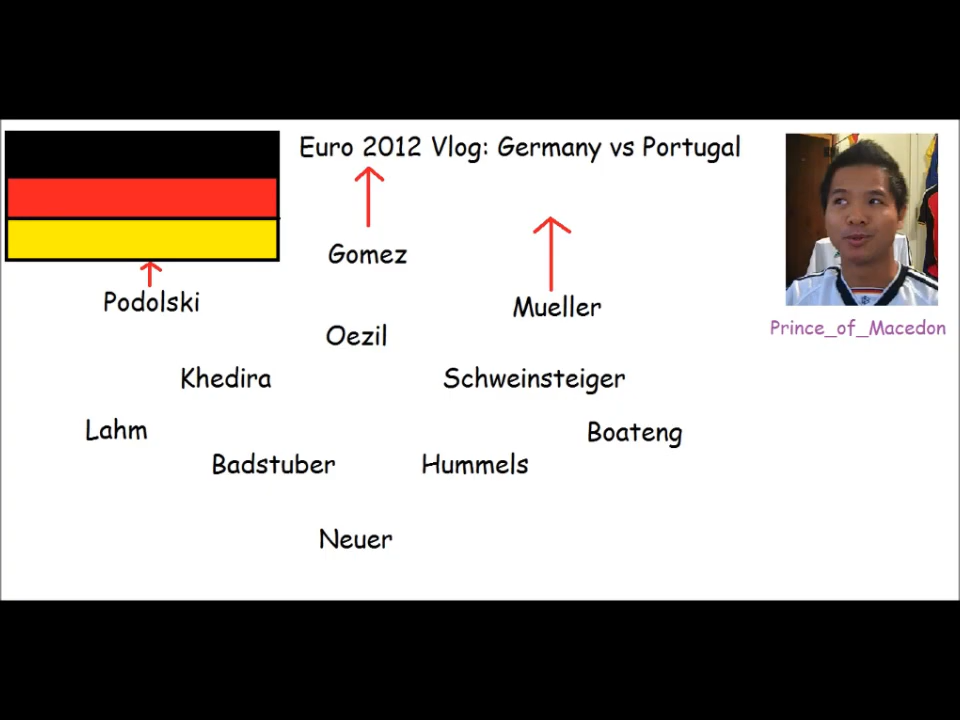 Euro 2012 Vlog: Germany vs Portugal
Gomez
Podolski
Mueller
Prince_of_Macedon
Oezil
Khedira
Schweinsteiger
Lahm
Boateng
Badstuber
Hummels
Neuer